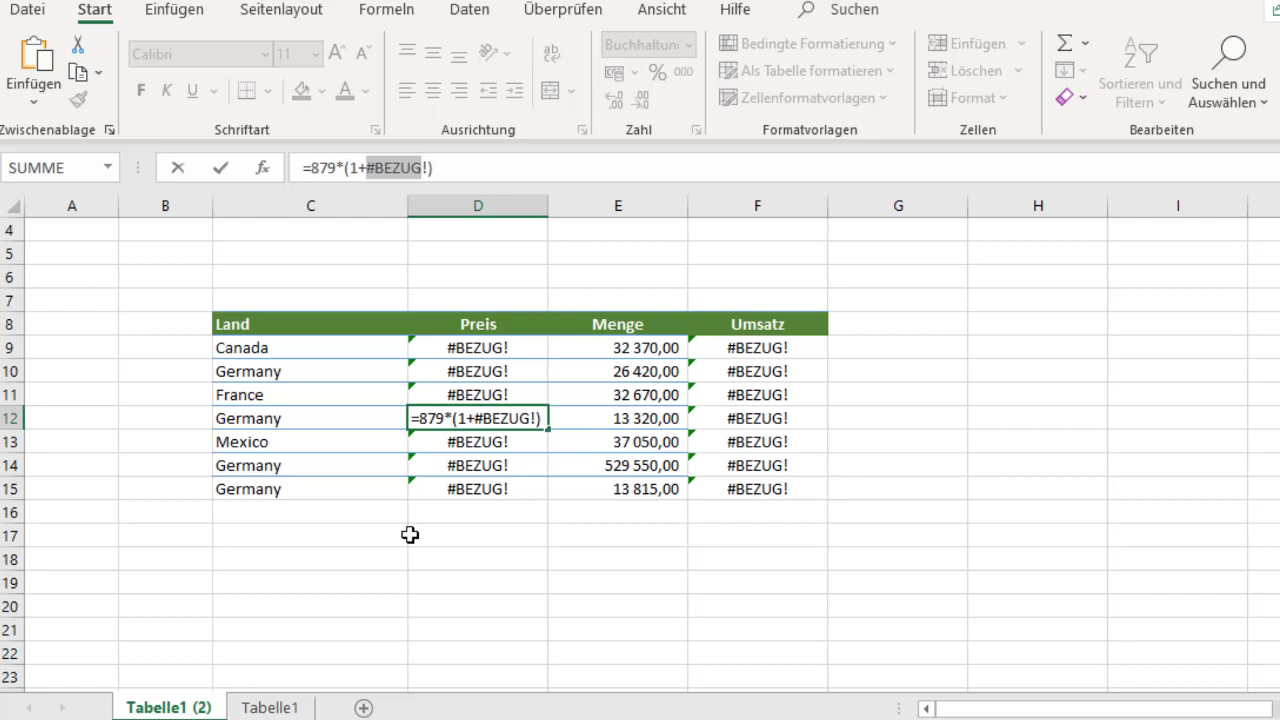 Datei Start Einfügen Seitenlayout Formeln Daten Überprüfen Ansicht Hilfe Suchen
Calibri 11 Buchhaltun Bedingte Formatierung Einfügen
% 000 Als Tabelle formatieren Löschen
Einfügen F K U A Zellenformatvorlagen Format Sortieren und Filtern Suchen und Auswählen
Zwischenablage Schriftart Ausrichtung Zahl Formatvorlagen Zellen Bearbeiten
SUMME fx =879*(1+#BEZUG!)
A B C D E F G H I
4
5
6
7
8 Land Preis Menge Umsatz
9 Canada #BEZUG! 32 370,00 #BEZUG!
10 Germany #BEZUG! 26 420,00 #BEZUG!
11 France #BEZUG! 32 670,00 #BEZUG!
12 Germany =879*(1+#BEZUG!) 13 320,00 #BEZUG!
13 Mexico #BEZUG! 37 050,00 #BEZUG!
14 Germany #BEZUG! 529 550,00 #BEZUG!
15 Germany #BEZUG! 13 815,00 #BEZUG!
16
17
18
19
20
21
22
23
Tabelle1 (2) Tabelle1